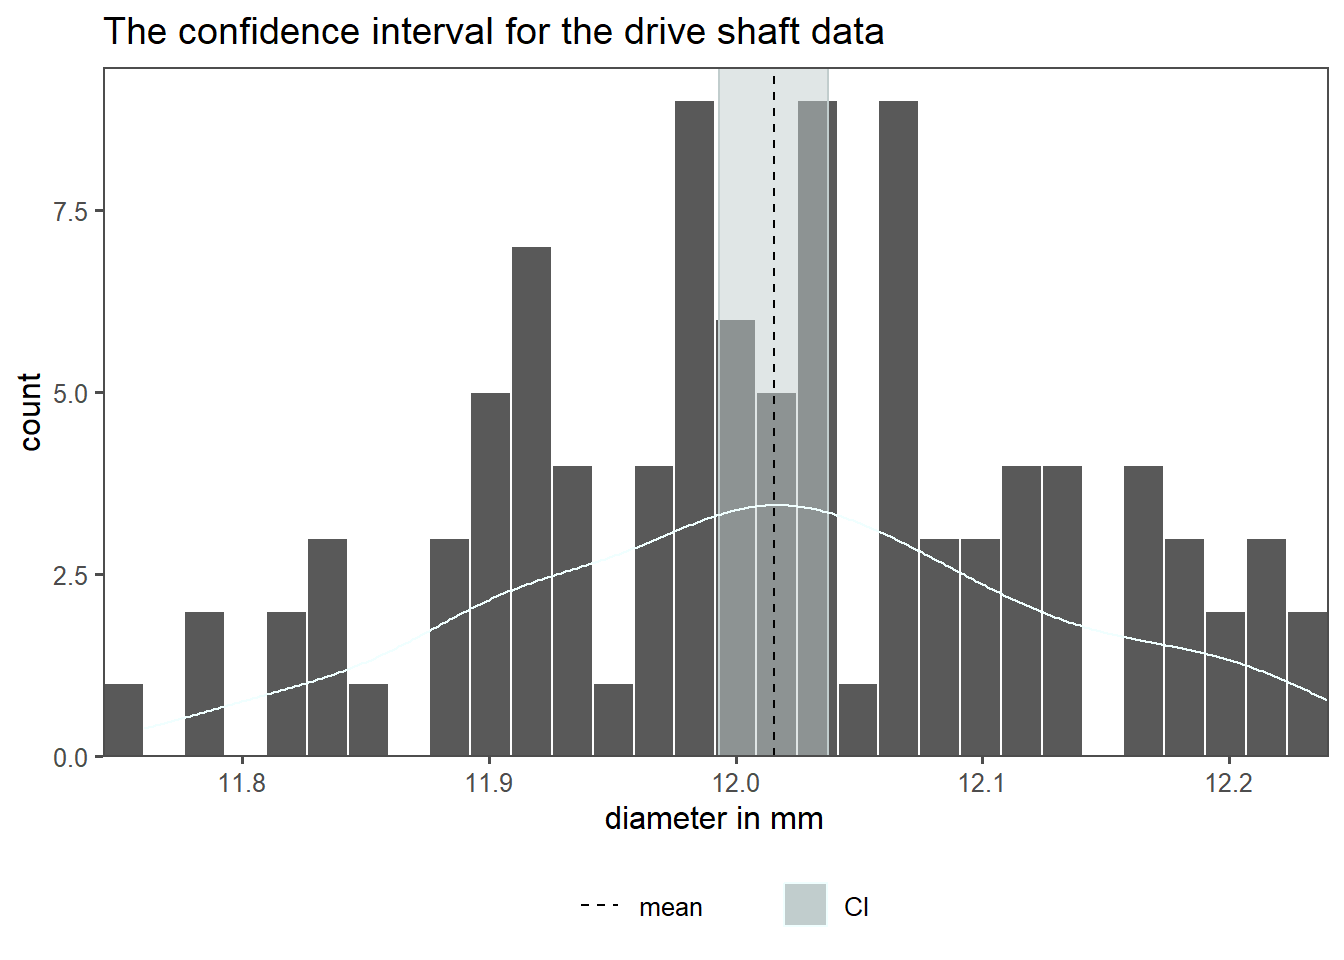 The confidence interval for the drive shaft data
count
7.5
5.0
2.5
0.0
11.8 11.9 12.0 12.1 12.2
diameter in mm
mean CI